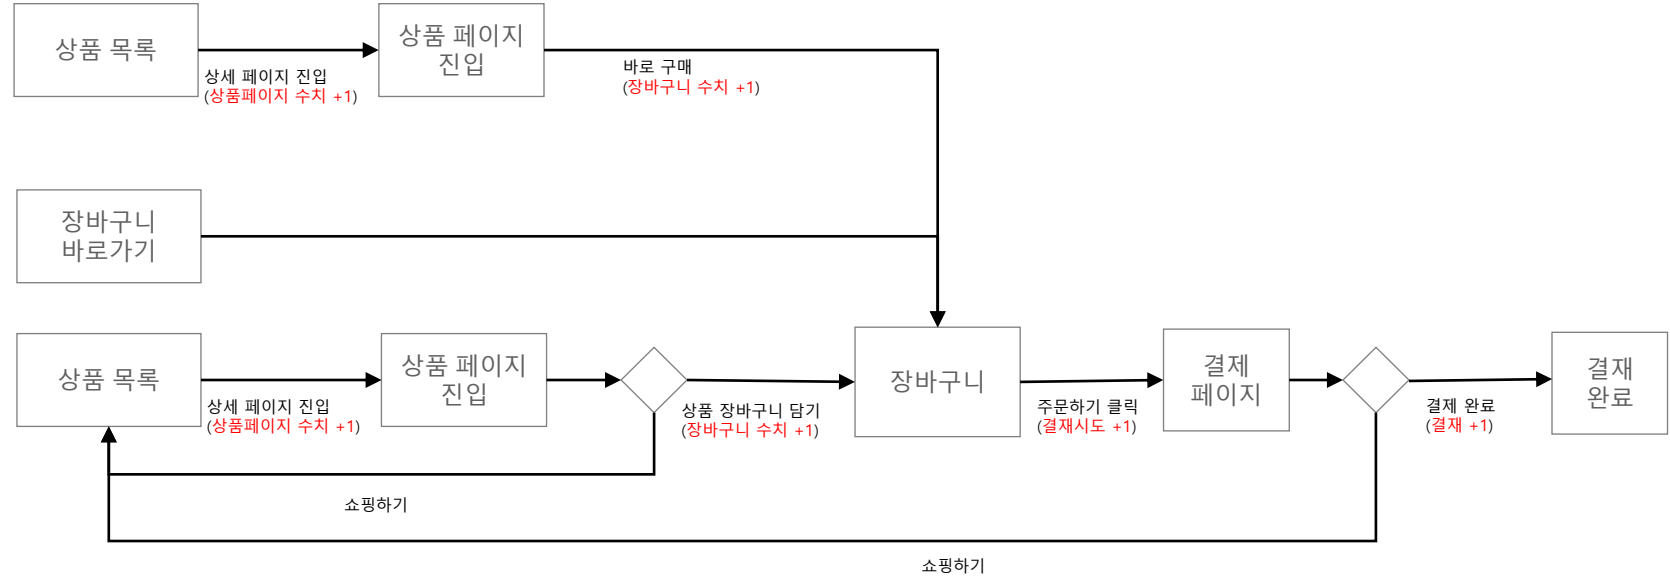 상품 목록
상세 페이지 진입
(상품페이지 수치 +1)
상품 페이지
진입
바로 구매
(장바구니 수치 +1)
장바구니
바로가기
상품 목록
상세 페이지 진입
(상품페이지 수치 +1)
상품 페이지
진입
상품 장바구니 담기
(장바구니 수치 +1)
장바구니
주문하기 클릭
(결재시도 +1)
결제
페이지
결제 완료
(결재 +1)
결재
완료
쇼핑하기
쇼핑하기